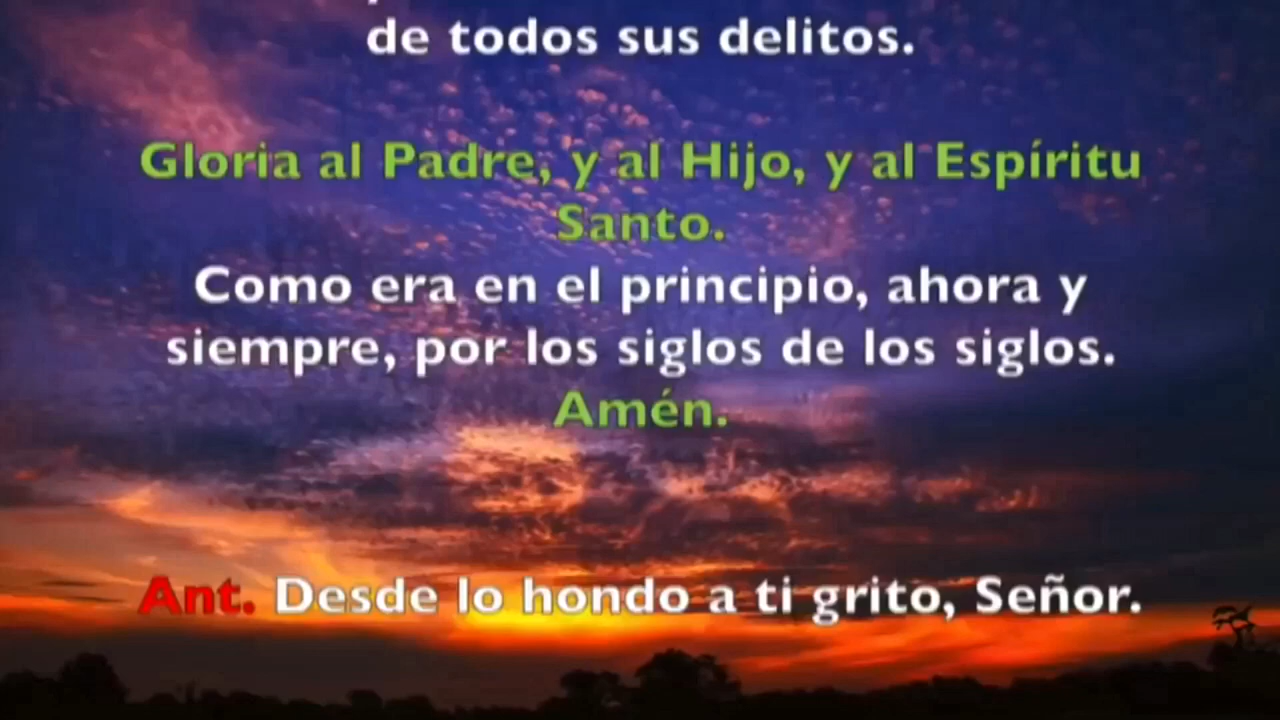 de todos sus delitos.
Gloria al Padre, y al Hijo, y al Espíritu
Santo.
Como era en el principio, ahora y
siempre, por los siglos de los siglos.
Amén.
Ant. Desde lo hondo a ti grito, Señor.